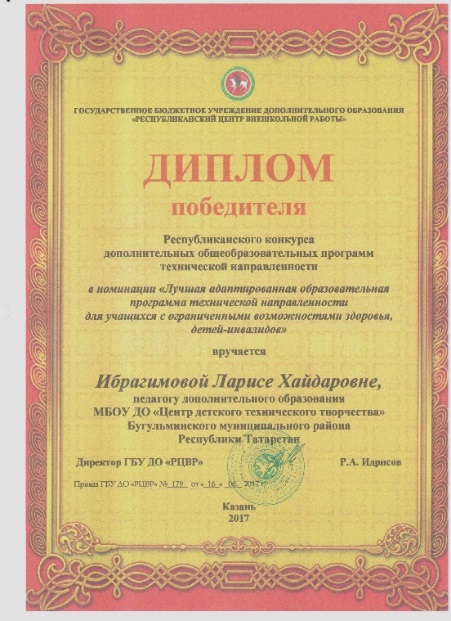 ГОСУДАРСТВЕННОЕ БЮДЖЕТНОЕ УЧРЕЖДЕНИЕ ДОПОЛНИТЕЛЬНОГО ОБРАЗОВАНИЯ
«РЕСПУБЛИКАНСКИЙ ЦЕНТР ВНЕШКОЛЬНОЙ РАБОТЫ»
ДИПЛОМ
победителя
Республиканского конкурса
дополнительных общеобразовательных программ
технической направленности
в номинации «Лучшая адаптированная образовательная
программа технической направленности
для учащихся с ограниченными возможностями здоровья,
детей-инвалидов»
вручается
Ибрагимовой Ларисе Хайдаровне,
педагогу дополнительного образования
МБОУ ДО «Центр детского технического творчества»
Бугульминского муниципального района
Республики Татарстан
Директор ГБУ ДО «РЦВР» Р.А. Идрисов
Приказ ГБУ ДО «РЦВР» № 179 от « 16 » 06 2017 г.
Казань
2017